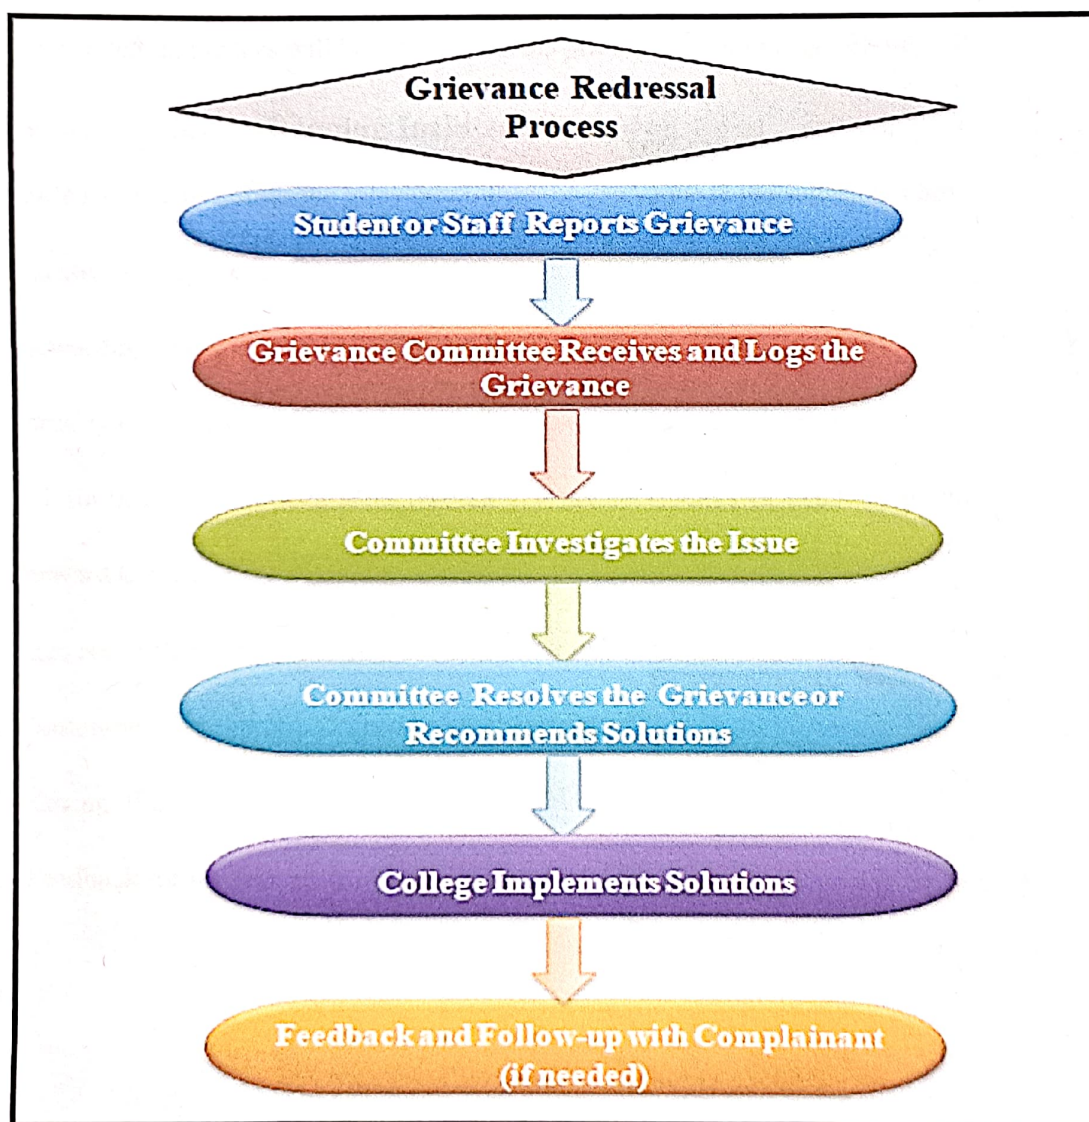 Grievance Redressal
Process
Student or Staff Reports Grievance
Grievance Committee Receives and Logs the
Grievance
Committee Investigates the Issue
Committee Resolves the Grievance or
Recommends Solutions
College Implements Solutions
Feedback and Follow-up with Complainant
(if needed)